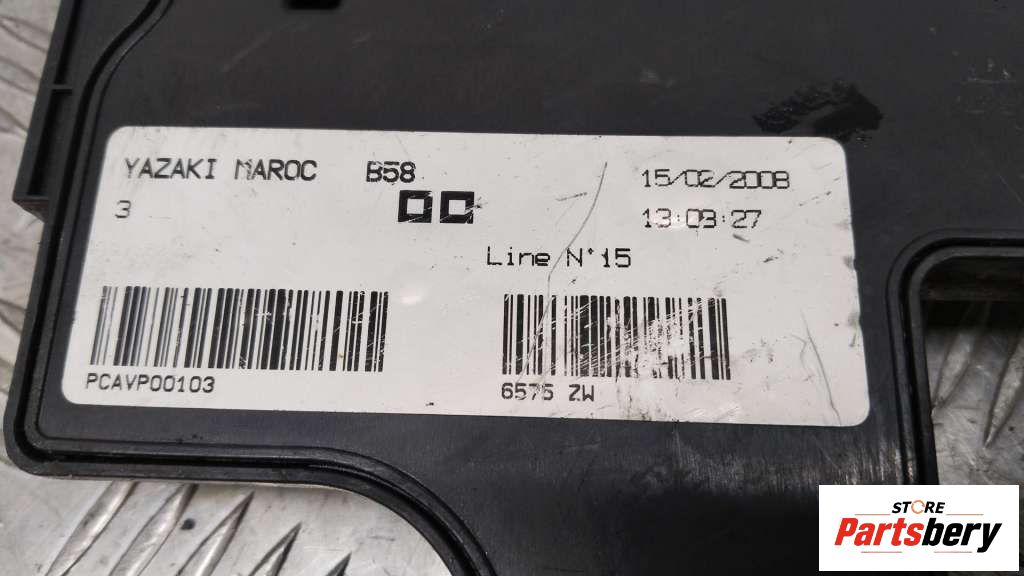 YAZAKI MAROC B58 15/02/2008
3 13:03:27
Line N°15
PCAVP00103 6575 ZW
STORE
Partsbery